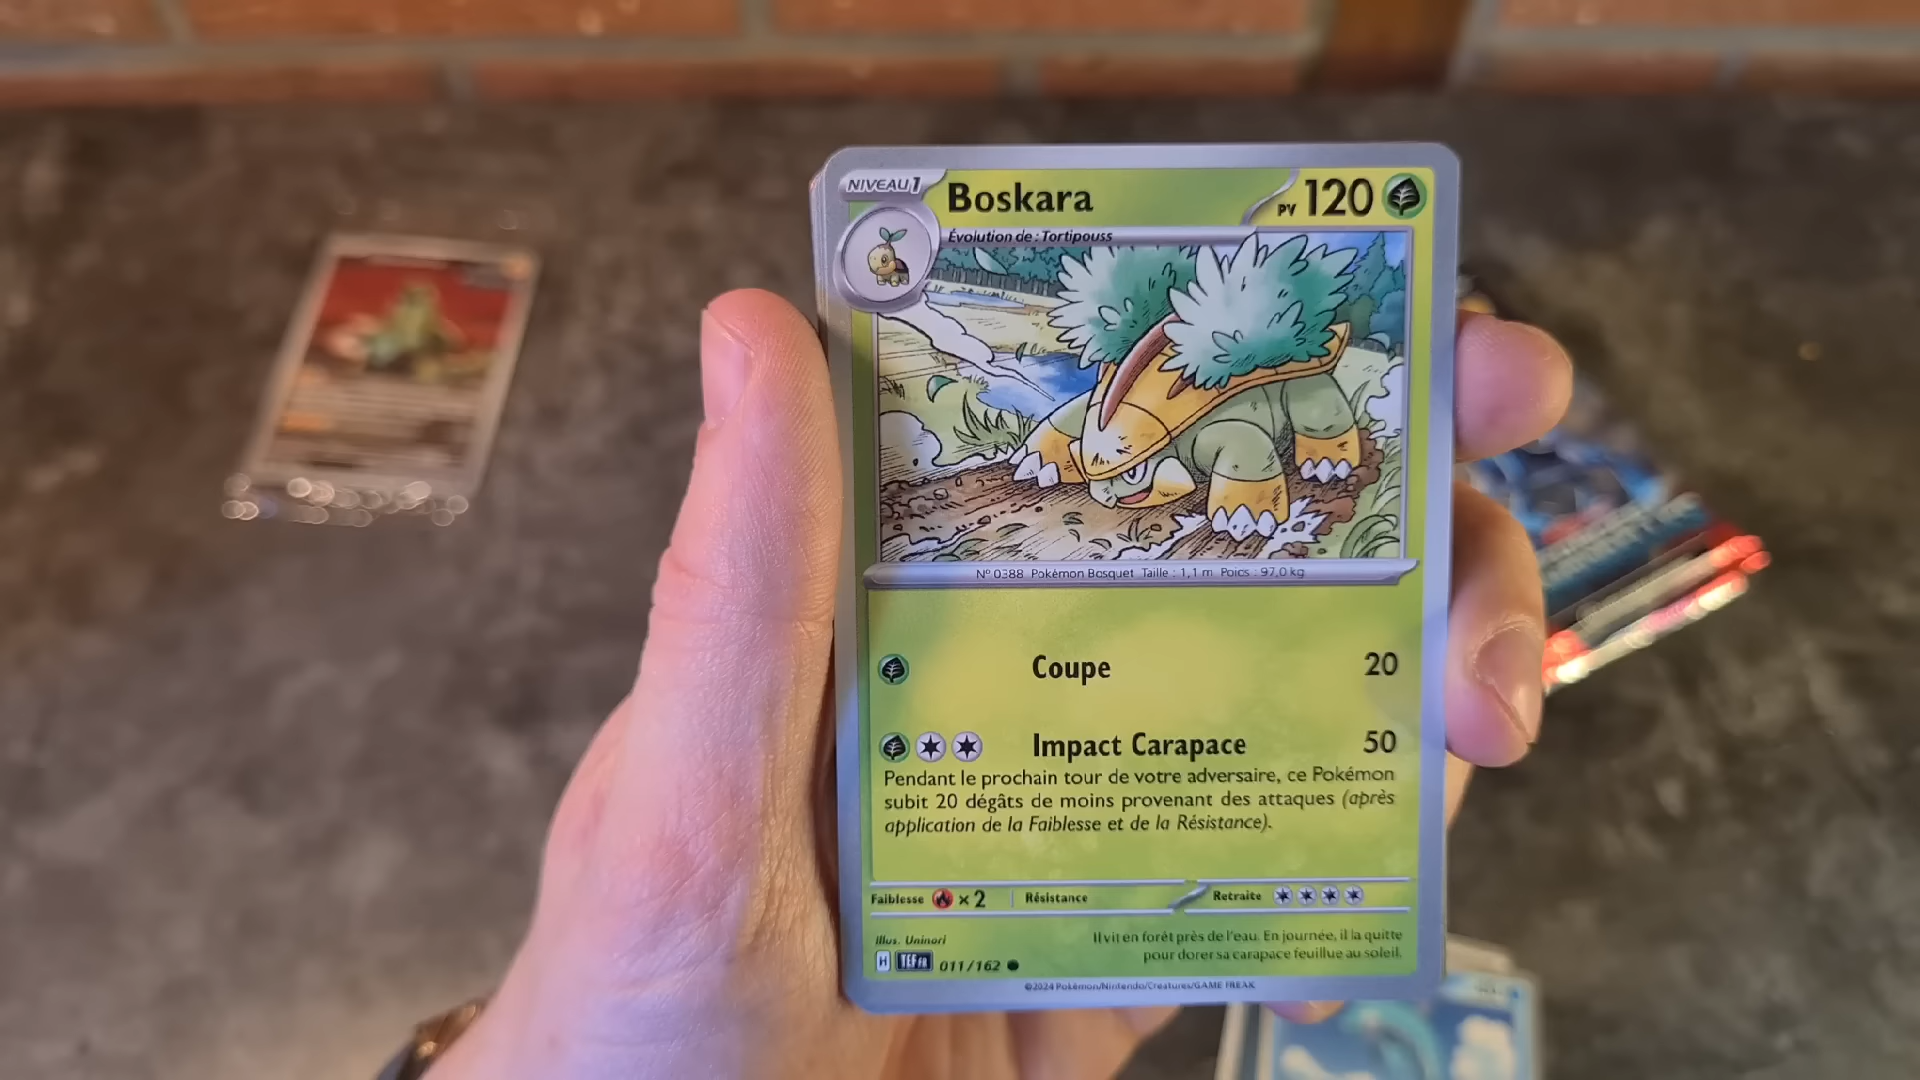 NIVEAU 1
Boskara
PV 120
Évolution de : Tortipouss
N° 0388 Pokémon Bosquet Taille : 1,1 m Poids : 97,0 kg
Coupe 20
Impact Carapace 50
Pendant le prochain tour de votre adversaire, ce Pokémon
subit 20 dégâts de moins provenant des attaques (après
application de la Faiblesse et de la Résistance).
Faiblesse × 2 Résistance Retraite
Illus. Uninori
Il vit en forêt près de l'eau. En journée, il la quitte
pour dorer sa carapace feuillue au soleil.
H TEF FR 011/162
©2024 Pokémon/Nintendo/Creatures/GAME FREAK